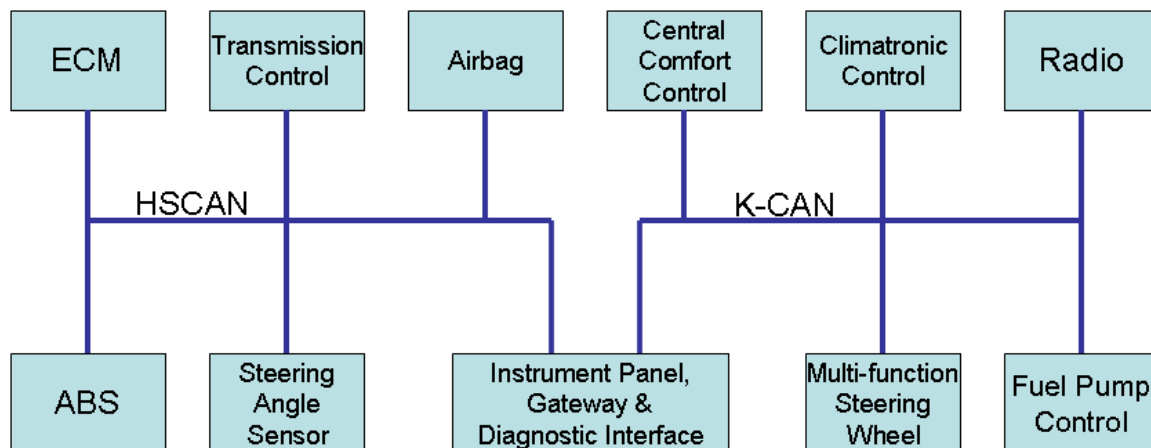 ECM
Transmission
Control
Airbag
Central
Comfort
Control
Climatronic
Control
Radio
HSCAN
K-CAN
ABS
Steering
Angle
Sensor
Instrument Panel,
Gateway &
Diagnostic Interface
Multi-function
Steering
Wheel
Fuel Pump
Control